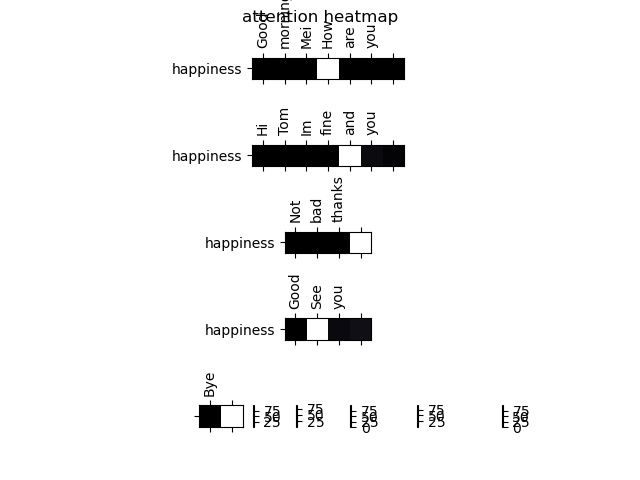 attention heatmap
Good morning Mei How are you
happiness
Hi Tom Im fine and you
happiness
Not bad thanks
happiness
Good See you
happiness
Bye
75 75 75 75 75
50 50 50 50 50
25 25 25 25 25
0 0